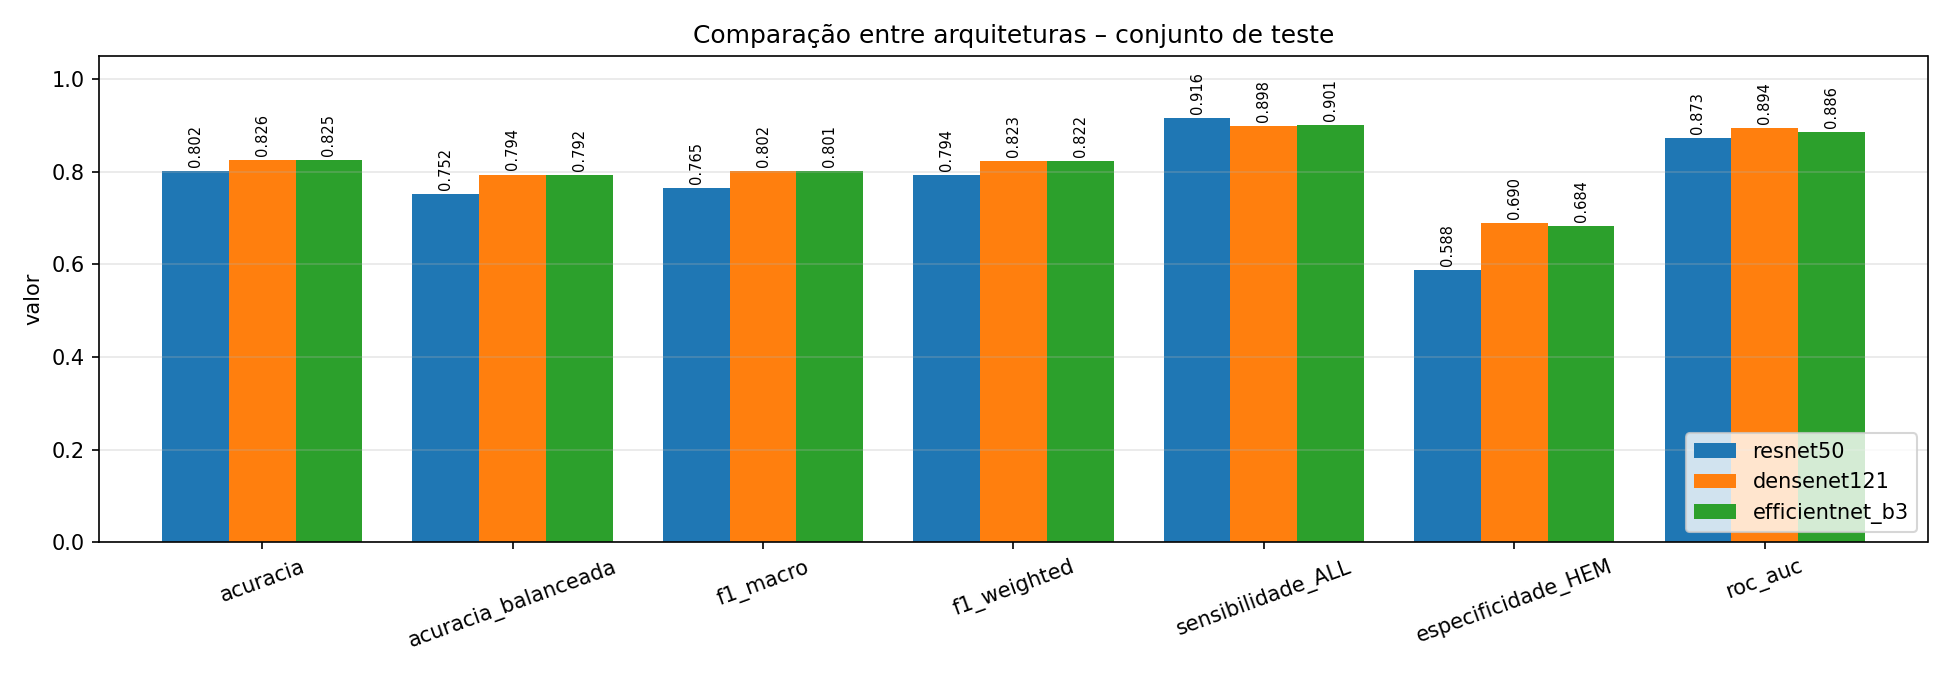 Comparação entre arquiteturas – conjunto de teste
valor
1.0
0.8
0.6
0.4
0.2
0.0
0.802
0.826
0.825
0.752
0.794
0.792
0.765
0.802
0.801
0.794
0.823
0.822
0.916
0.898
0.901
0.588
0.690
0.684
0.873
0.894
0.886
resnet50
densenet121
efficientnet_b3
acuracia
acuracia_balanceada
f1_macro
f1_weighted
sensibilidade_ALL
especificidade_HEM
roc_auc